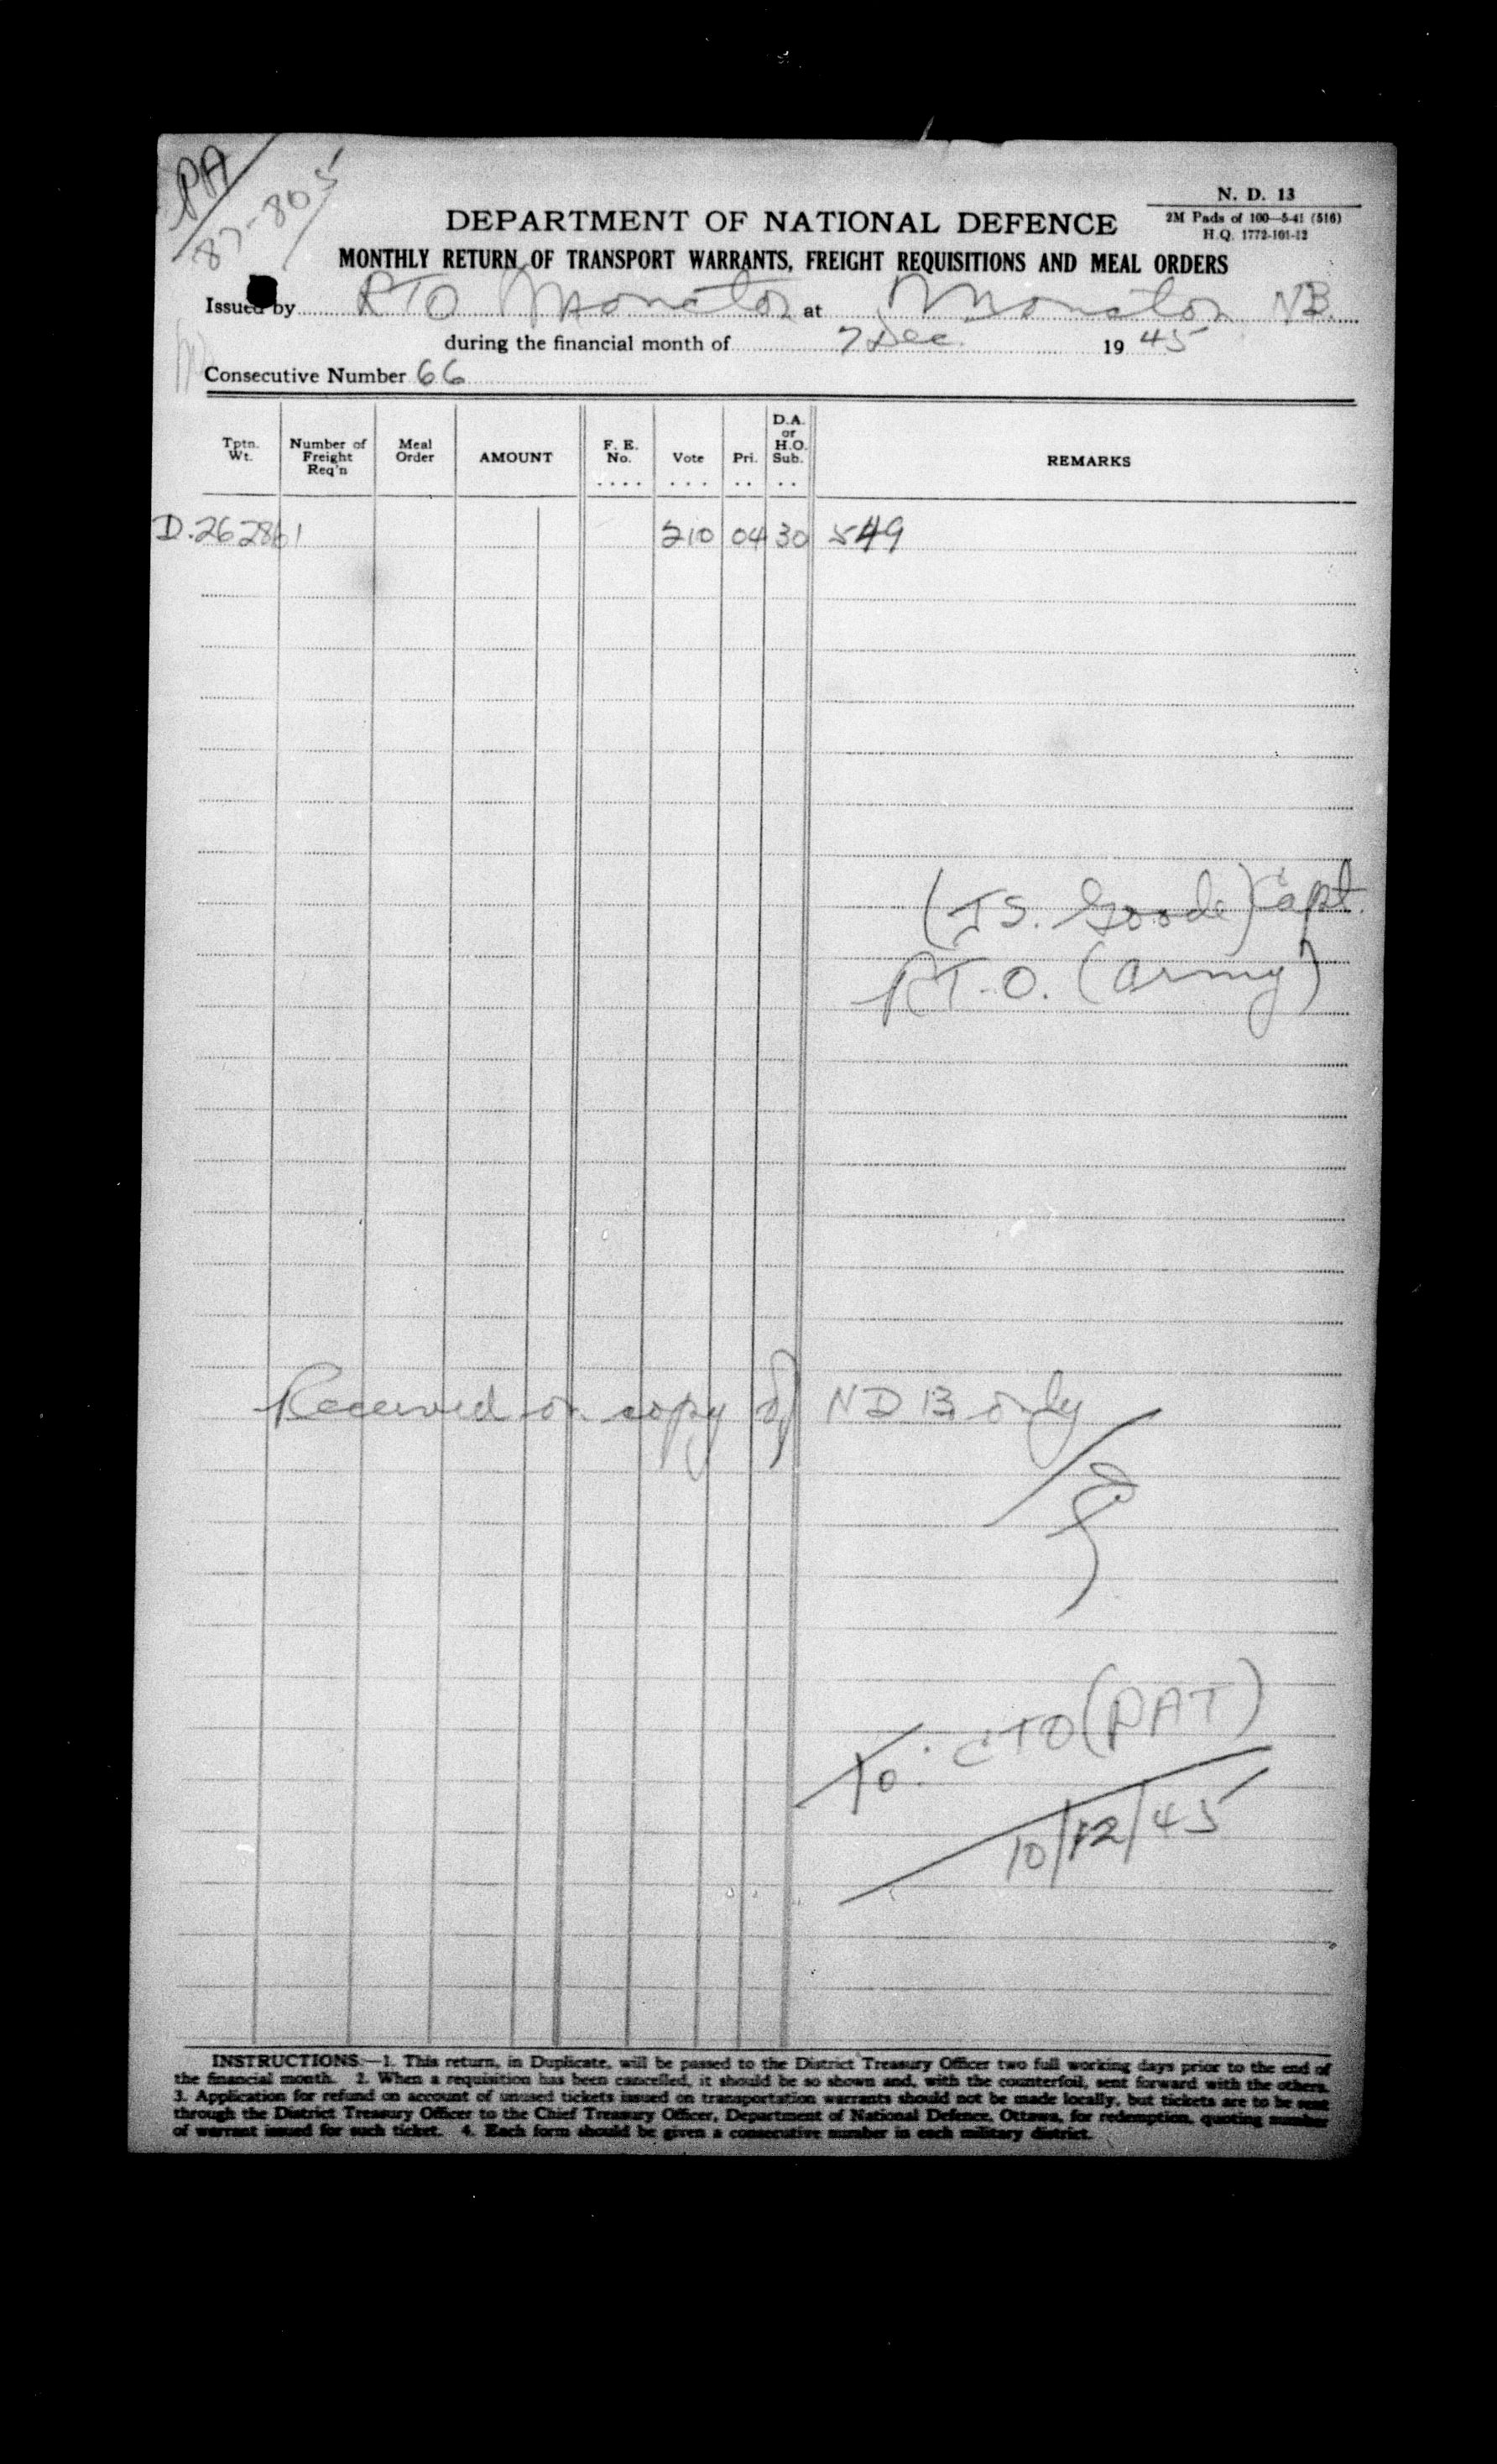 PA
87-805
N. D. 13
2M Pads of 100—5-41 (516)
H.Q. 1772-101-12
DEPARTMENT OF NATIONAL DEFENCE
MONTHLY RETURN OF TRANSPORT WARRANTS, FREIGHT REQUISITIONS AND MEAL ORDERS
Issued by RTO Moncton at Moncton NB.
during the financial month of 7 Dec. 1945
Consecutive Number 66
Tptn. Wt. Number of Freight Req'n Meal Order AMOUNT F. E. No. Vote Pri. D.A. or H.O. Sub. REMARKS
D.262861 210 04 30 549
(J S. Goode) Capt.
R T.O. (Army)
Received on copy of ND 13 only
To: CTO (PAT)
10/12/45
INSTRUCTIONS.—1. This return, in Duplicate, will be passed to the District Treasury Officer two full working days prior to the end of
the financial month. 2. When a requisition has been cancelled, it should be so shown and, with the counterfoil, sent forward with the others.
3. Application for refund on account of unused tickets issued on transportation warrants should not be made locally, but tickets are to be sent
through the District Treasury Officer to the Chief Treasury Officer, Department of National Defence, Ottawa, for redemption, quoting number
of warrant issued for such ticket. 4. Each form should be given a consecutive number in each military district.